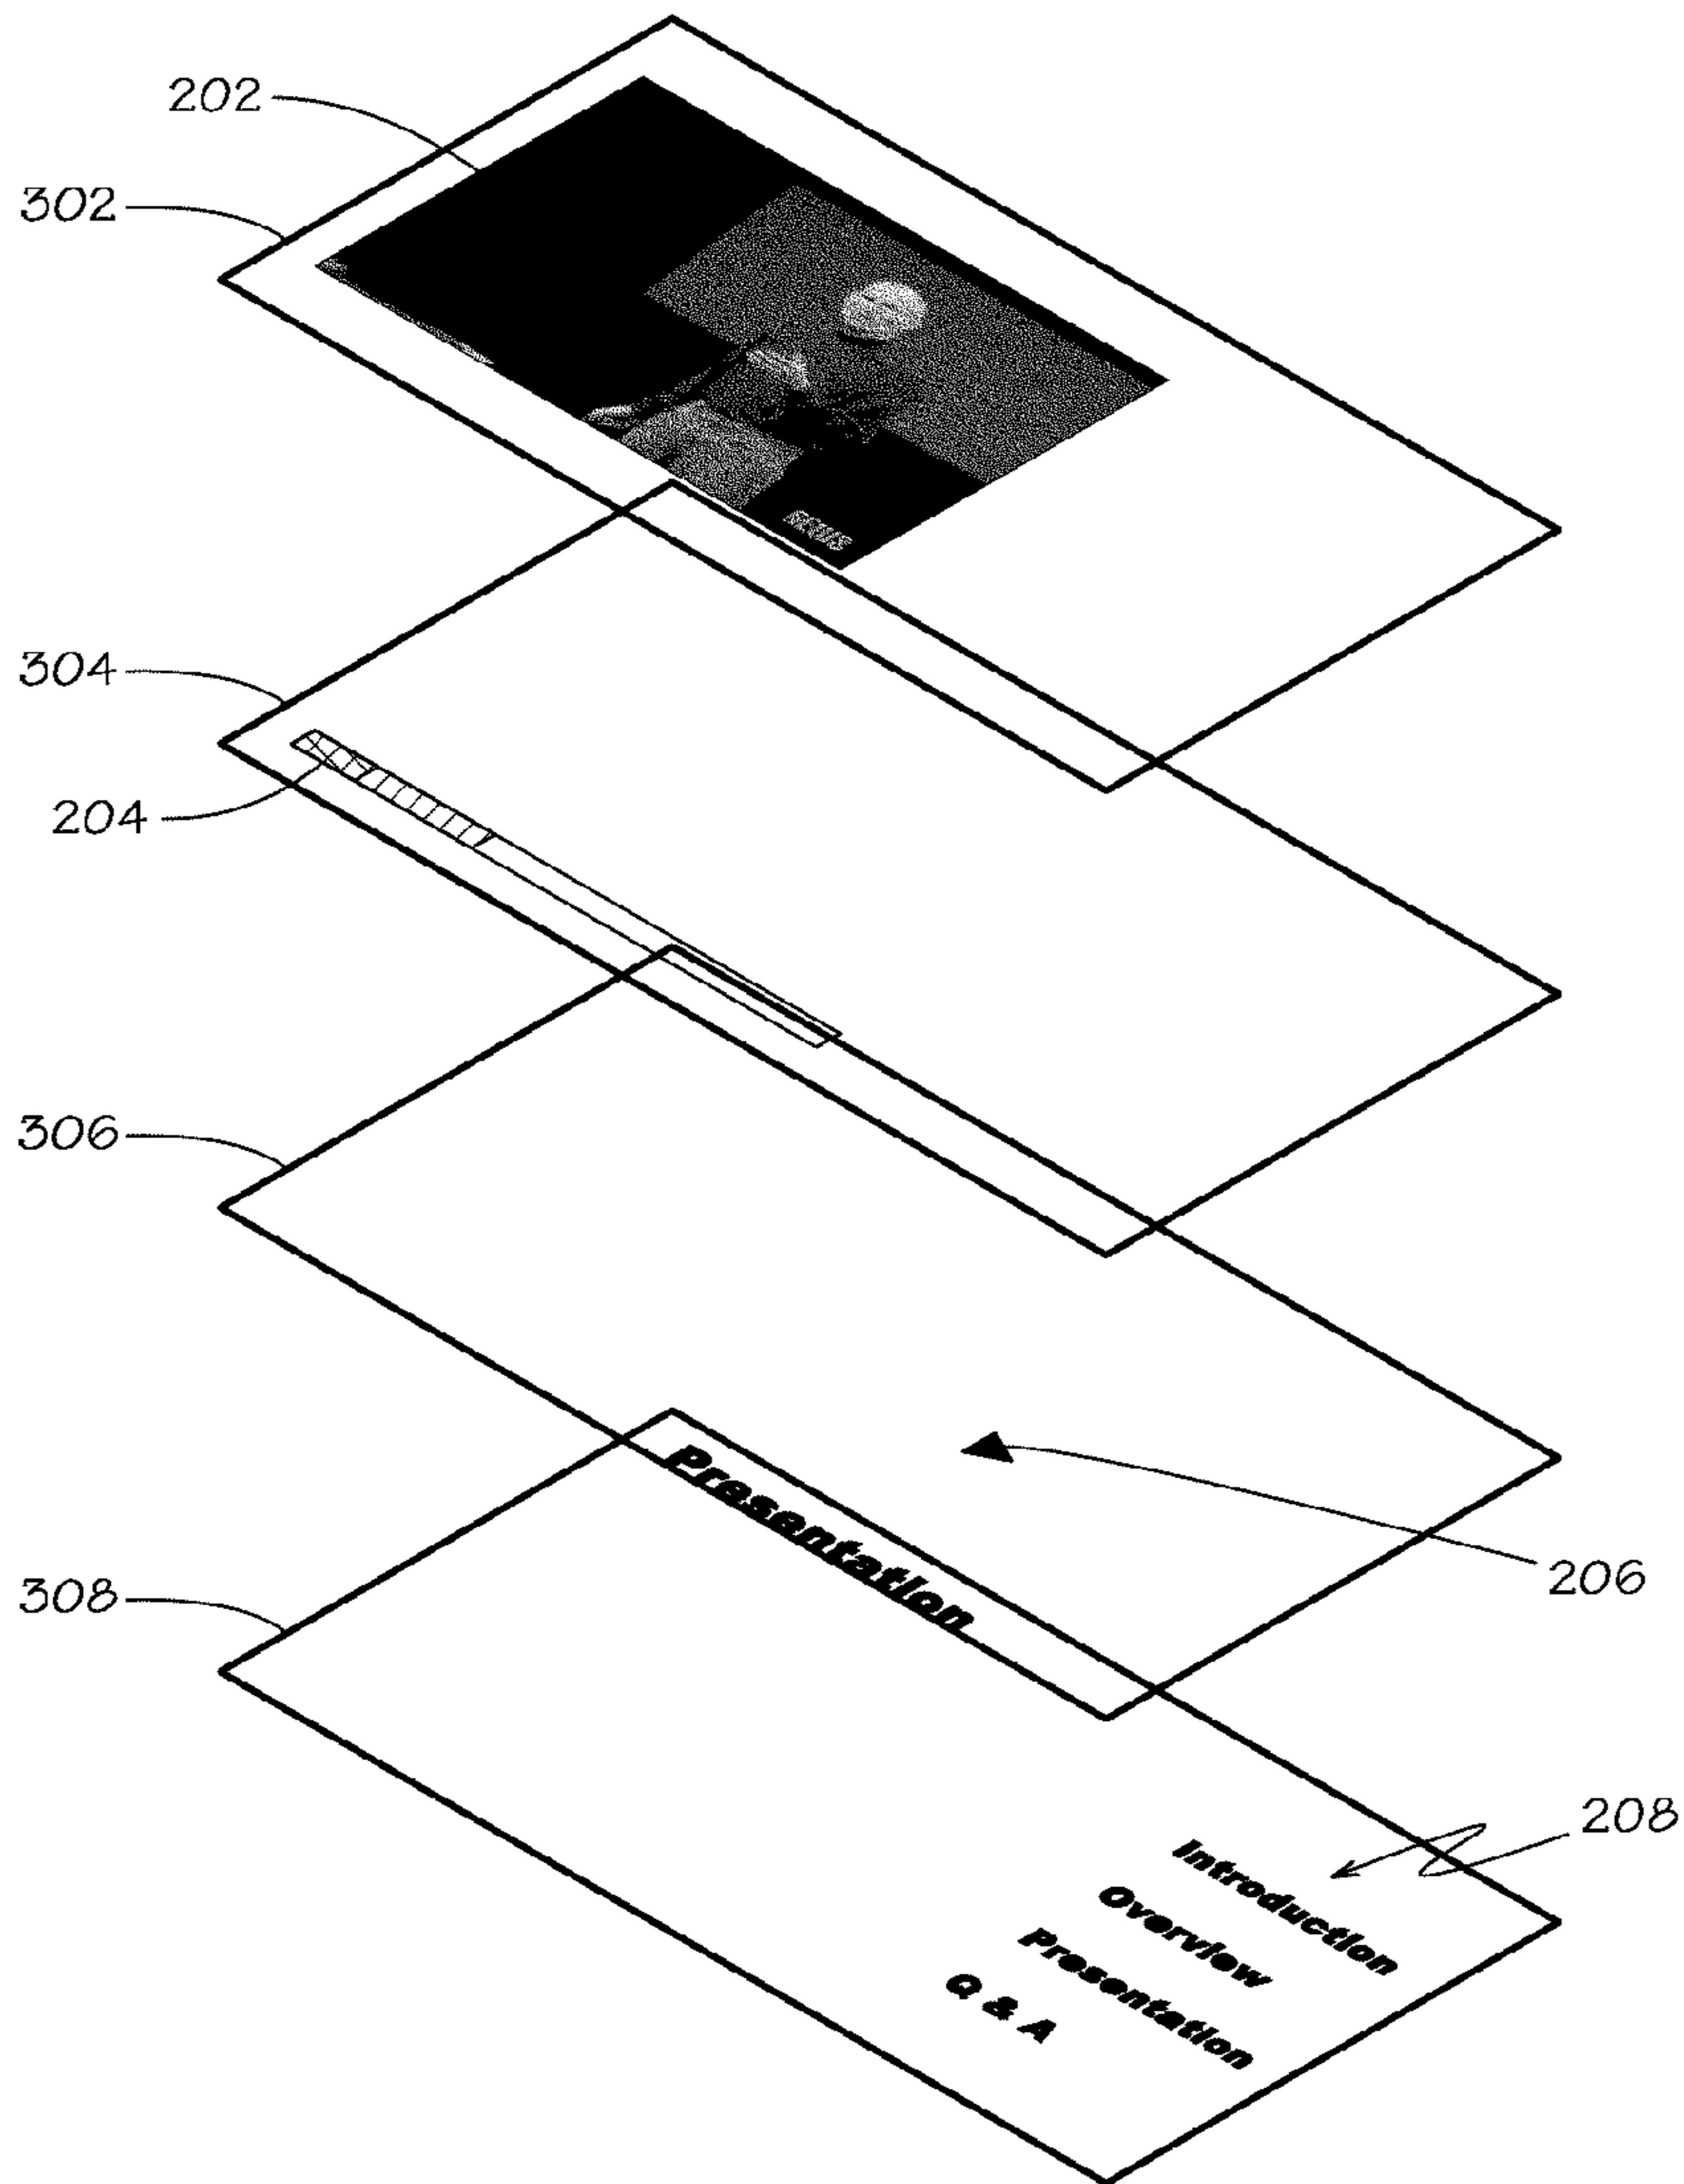 202
302
304
204
306
Presentation
206
308
208
Introduction
Overview
Presentation
Q & A